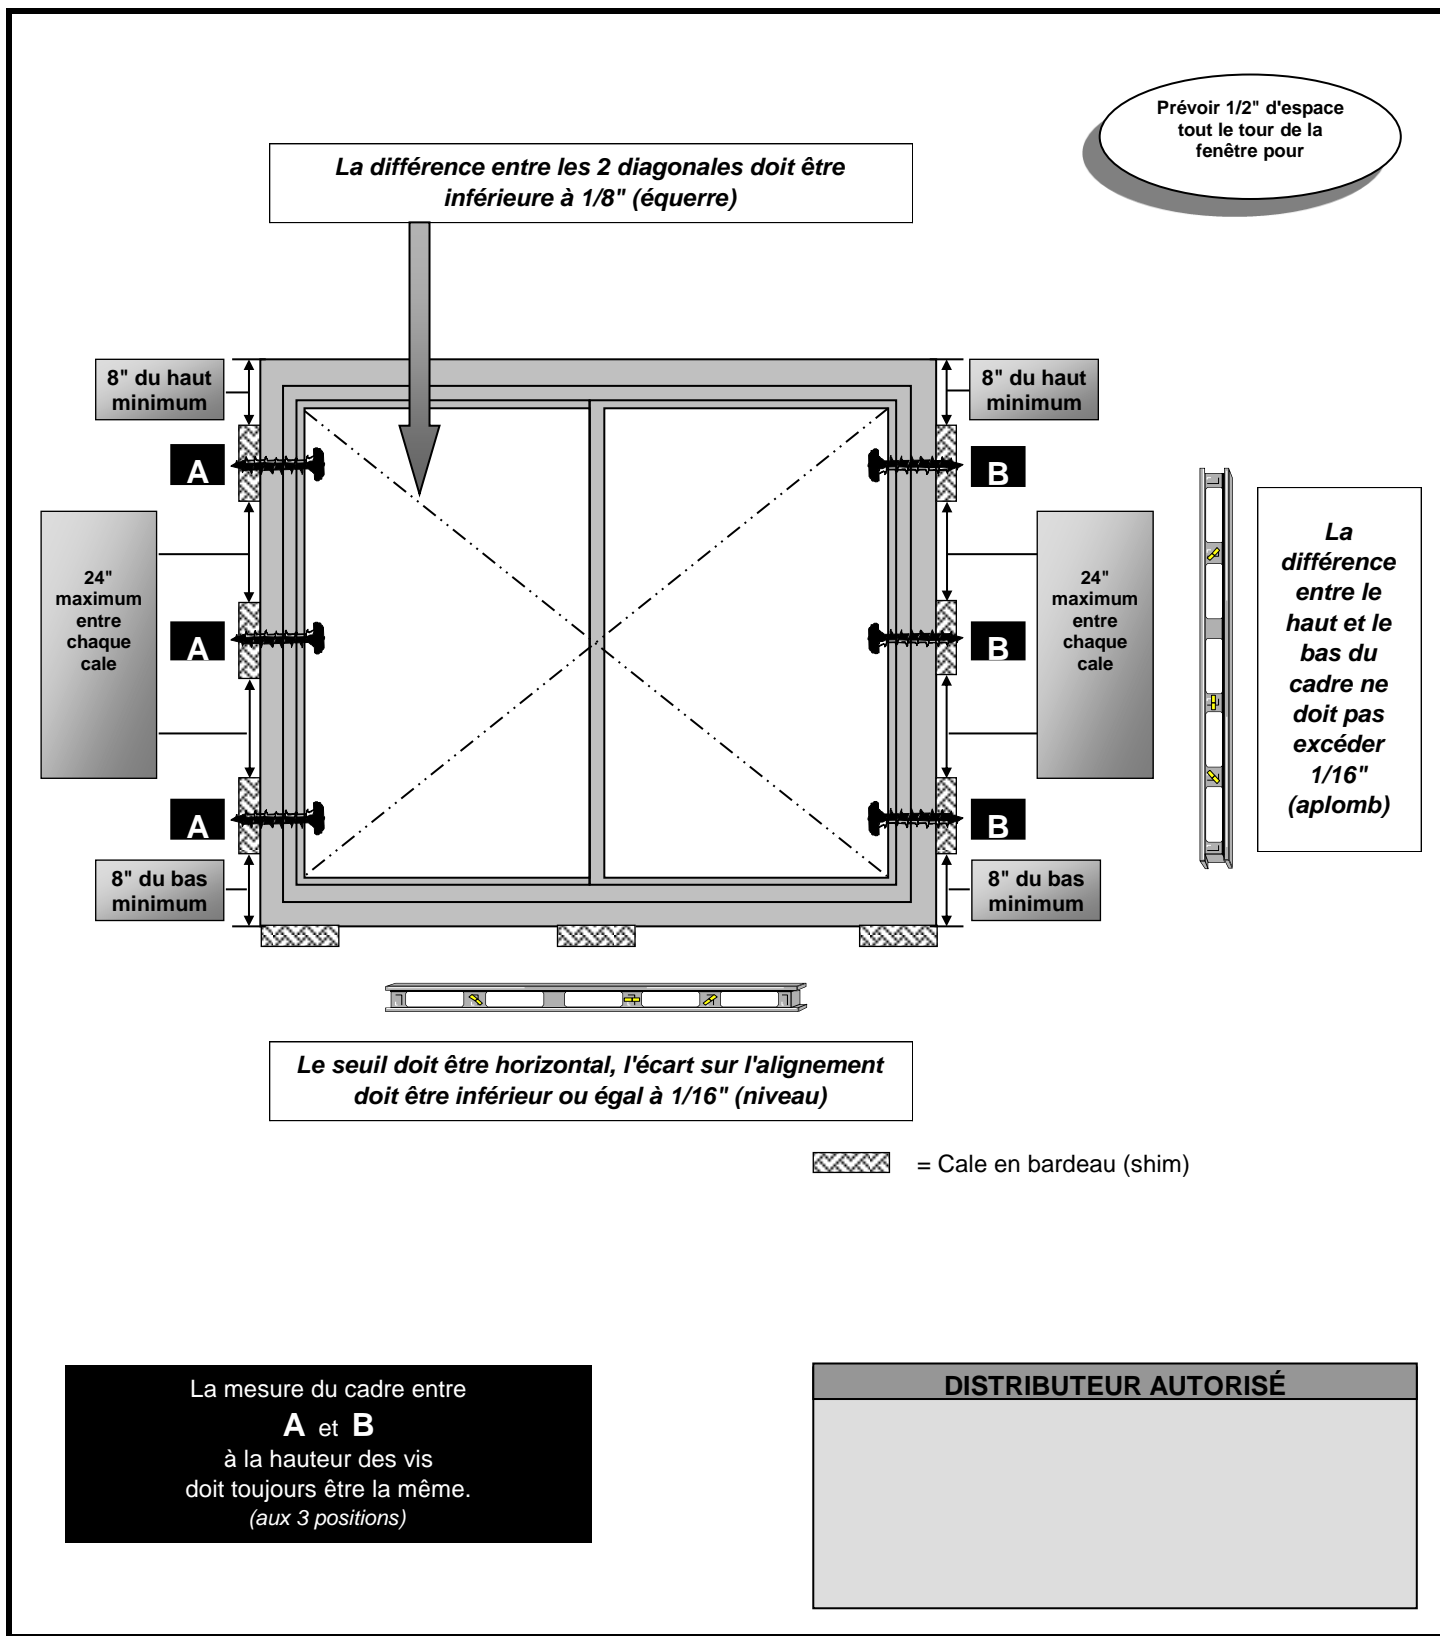 Prévoir 1/2" d'espace
tout le tour de la
fenêtre pour
La différence entre les 2 diagonales doit être
inférieure à 1/8" (équerre)
8" du haut
minimum
8" du haut
minimum
A
B
24"
maximum
entre
chaque
cale
A
B
24"
maximum
entre
chaque
cale
La
différence
entre le
haut et le
bas du
cadre ne
doit pas
excéder
1/16"
(aplomb)
A
B
8" du bas
minimum
8" du bas
minimum
Le seuil doit être horizontal, l'écart sur l'alignement
doit être inférieur ou égal à 1/16" (niveau)
= Cale en bardeau (shim)
La mesure du cadre entre
A et B
à la hauteur des vis
doit toujours être la même.
(aux 3 positions)
DISTRIBUTEUR AUTORISÉ